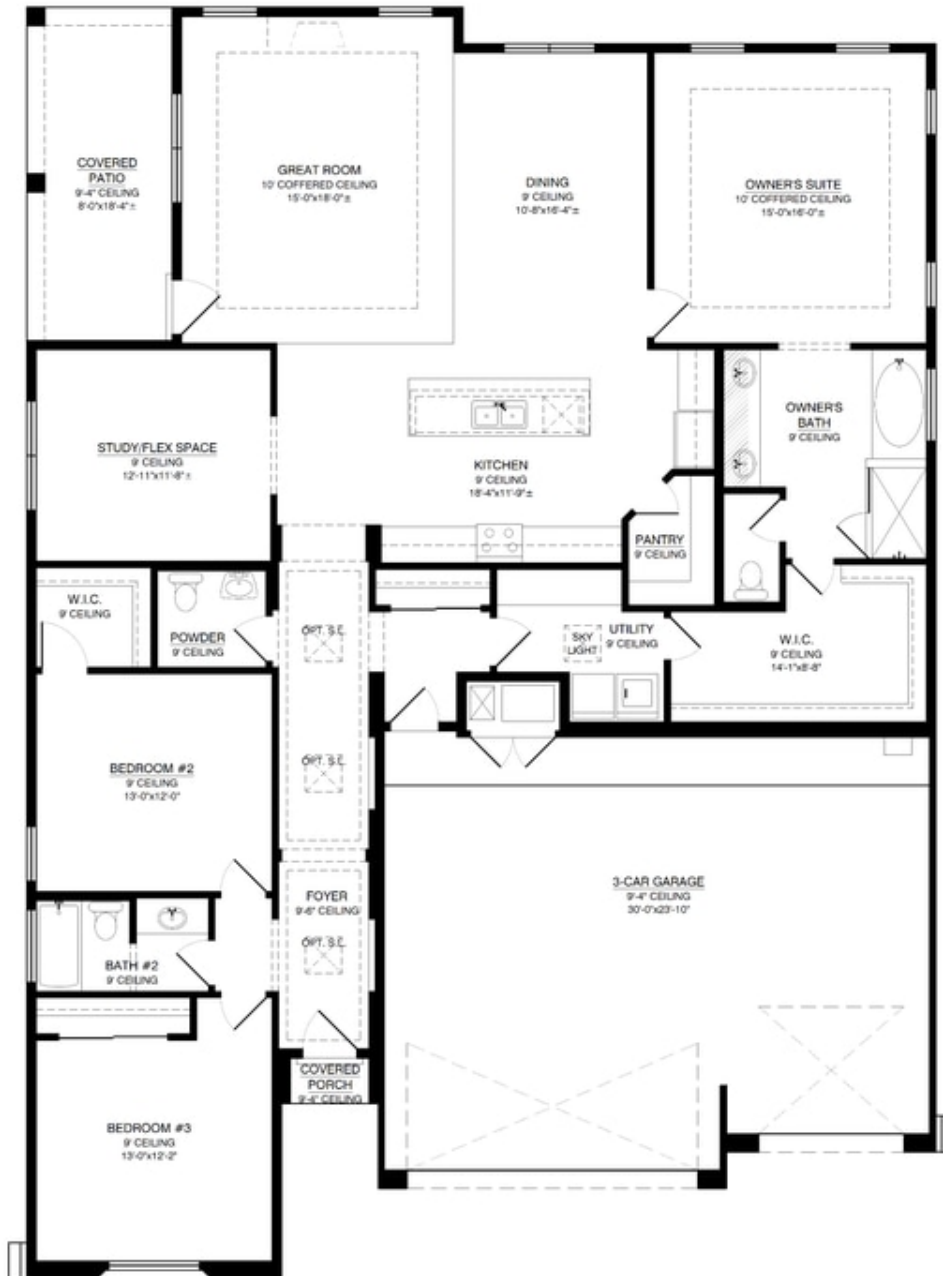 COVERED
PATIO
9'-4" CEILING
8'-0"x18'-4"±
GREAT ROOM
10' COFFERED CEILING
15'-0"x18'-0"±
DINING
9' CEILING
10'-8"x16'-4"±
OWNER'S SUITE
10' COFFERED CEILING
15'-0"x16'-0"±
STUDY/FLEX SPACE
9' CEILING
12'-11"x11'-8"±
KITCHEN
9' CEILING
18'-4"x11'-9"±
OWNER'S
BATH
9' CEILING
PANTRY
9' CEILING
W.I.C.
9' CEILING
POWDER
9' CEILING
OPT. S.C.
SKY
LIGHT
UTILITY
9' CEILING
W.I.C.
9' CEILING
14'-1"x8'-8"
BEDROOM #2
9' CEILING
13'-0"x12'-0"
OPT. S.C.
FOYER
9'-6" CEILING
OPT. S.C.
3-CAR GARAGE
9'-4" CEILING
30'-0"x23'-10"
BATH #2
9' CEILING
COVERED
PORCH
9'-4" CEILING
BEDROOM #3
9' CEILING
13'-0"x12'-2"